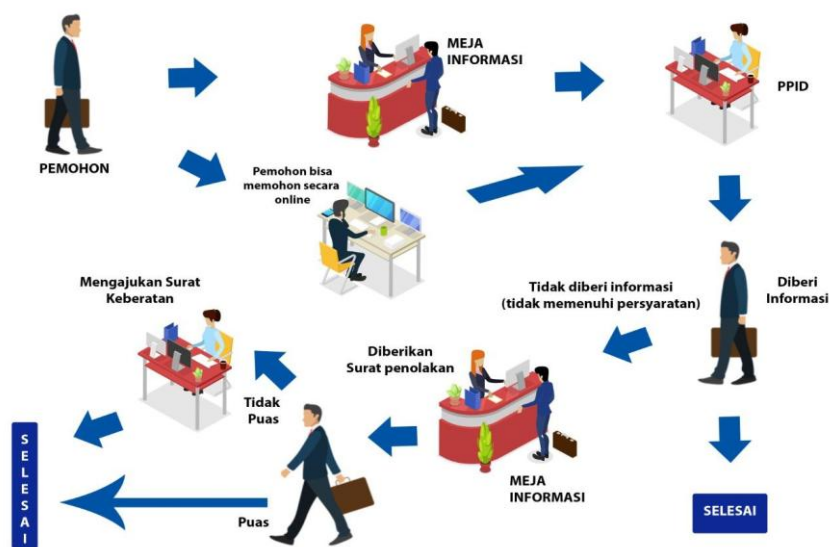 MEJA
INFORMASI
PPID
PEMOHON
Pemohon bisa
memohon secara
online
Mengajukan Surat
Keberatan
Tidak diberi informasi
(tidak memenuhi persyaratan)
Diberi
Informasi
Diberikan
Surat penolakan
Tidak
Puas
MEJA
INFORMASI
SELESAI
Puas
SELESAI